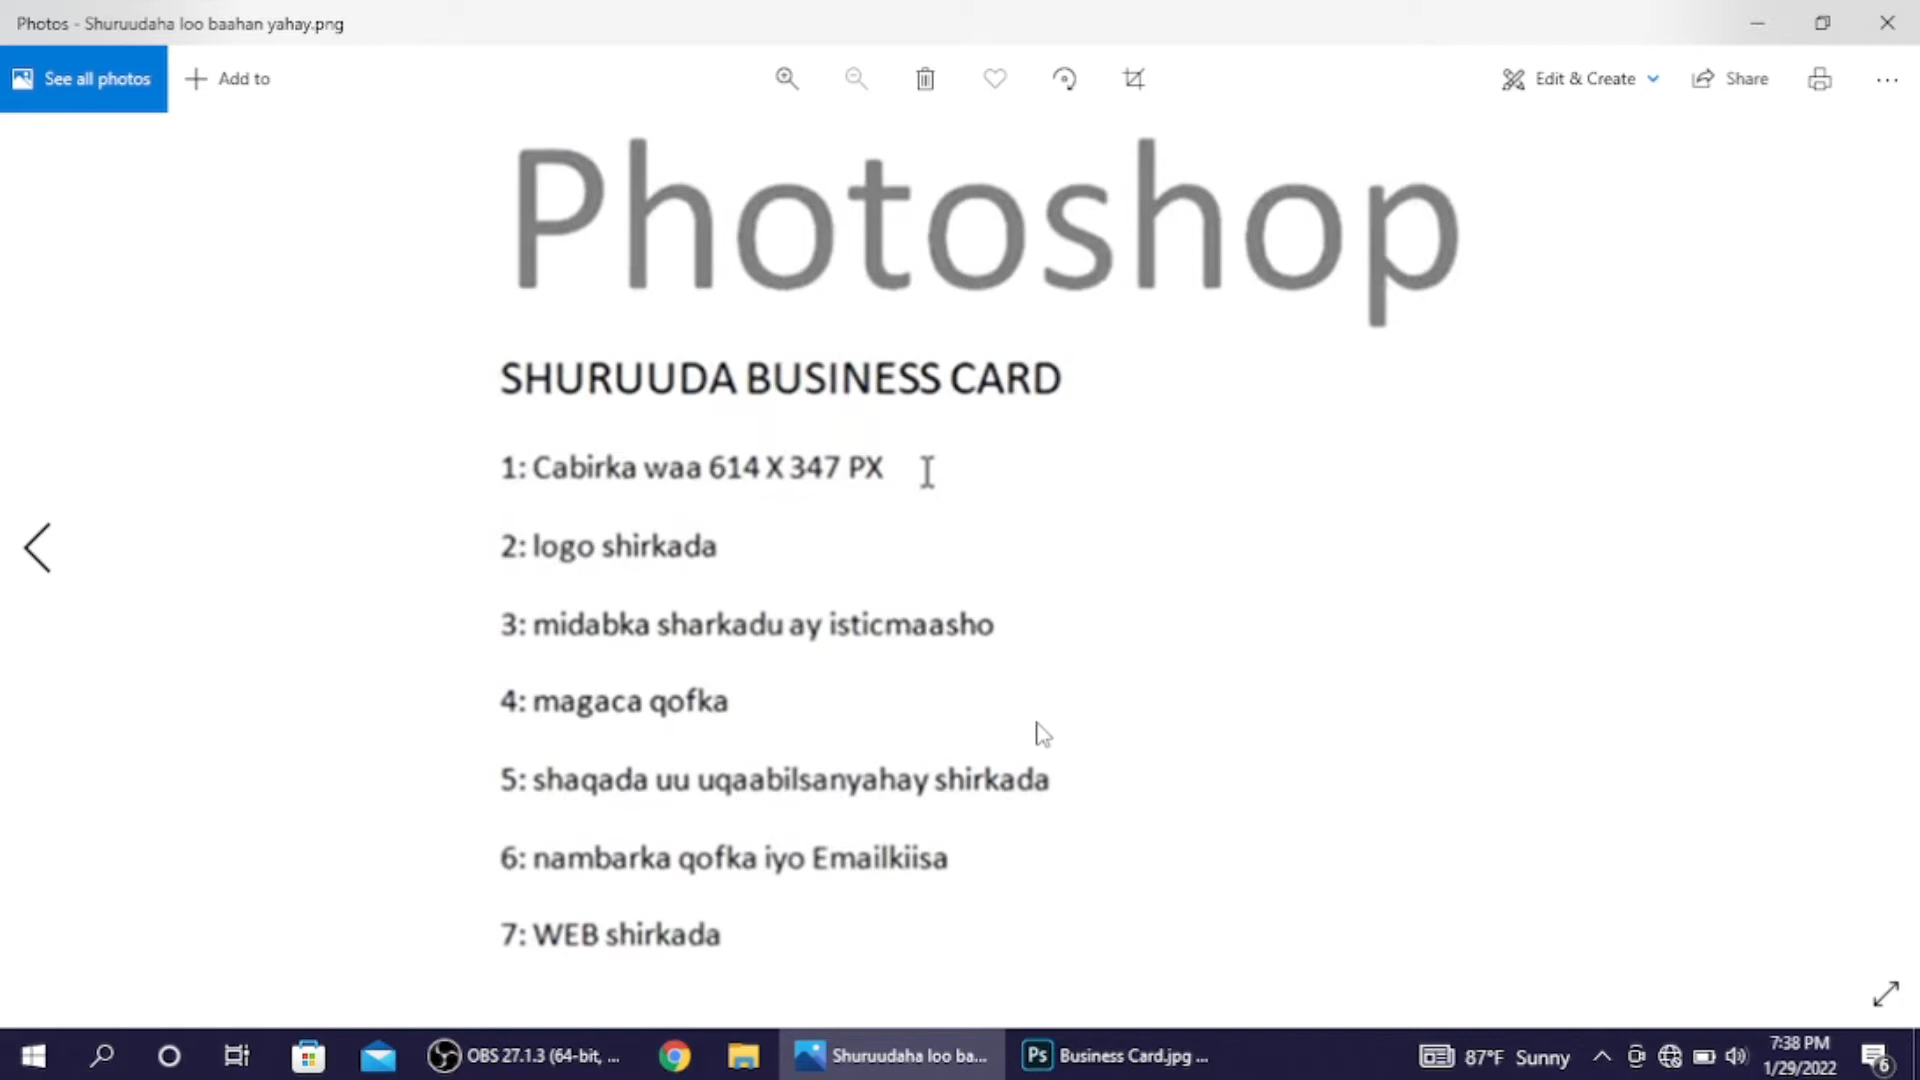 Photos - Shuruudaha loo baahan yahay.png
See all photos
Add to
Edit & Create
Share
Photoshop
SHURUUDA BUSINESS CARD
1: Cabirka waa 614 X 347 PX
2: logo shirkada
3: midabka sharkadu ay isticmaasho
4: magaca qofka
5: shaqada uu uqaabilsanyahay shirkada
6: nambarka qofka iyo Emailkiisa
7: WEB shirkada
OBS 27.1.3 (64-bit, ...
Shuruudaha loo ba...
Ps
Business Card.jpg ...
87°F Sunny
7:38 PM
1/29/2022
6